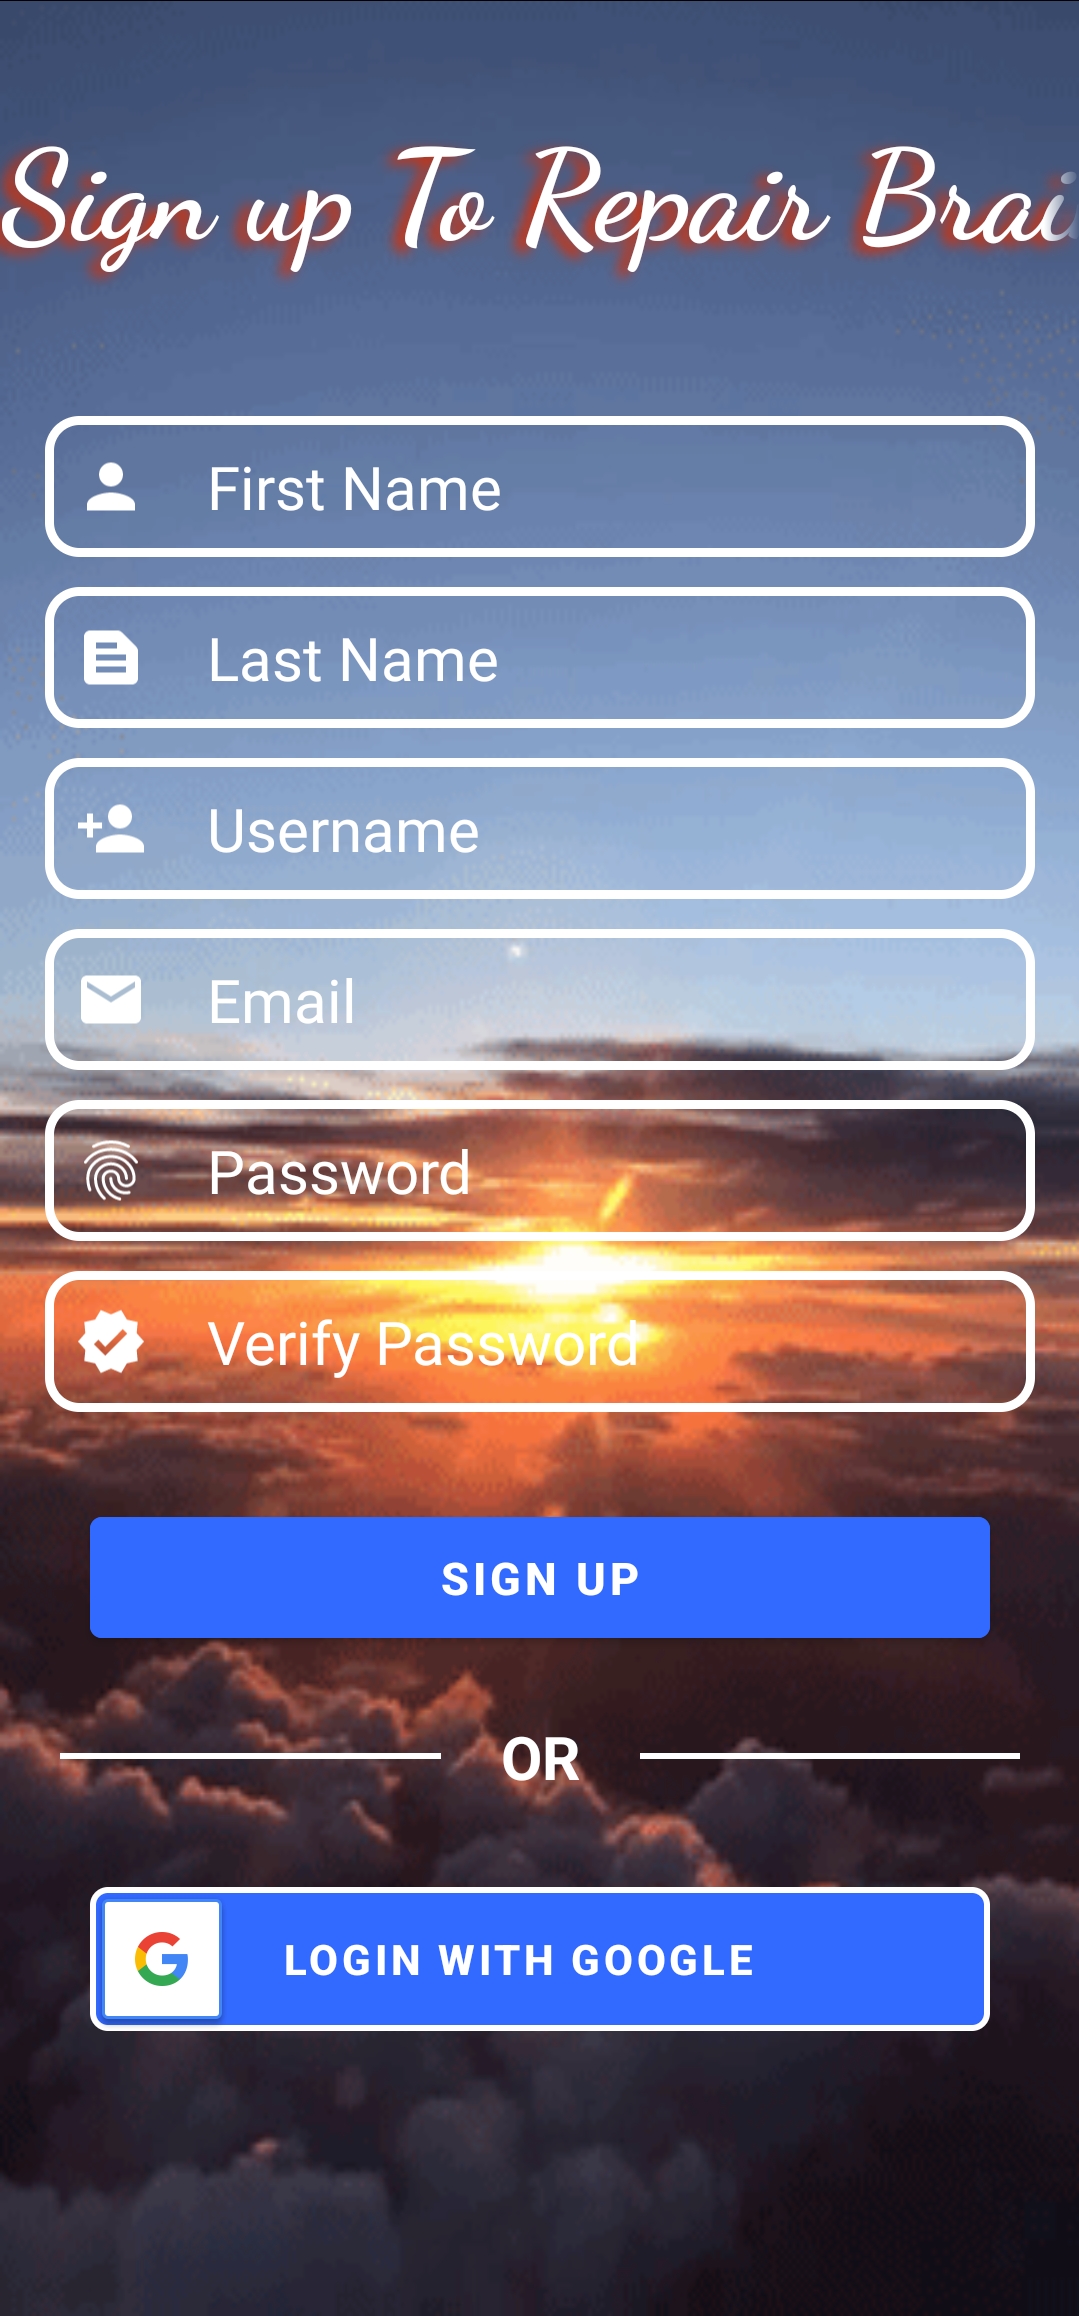 Sign up To Repair Brai
First Name
Last Name
Username
Email
Password
Verify Password
SIGN UP
OR
LOGIN WITH GOOGLE